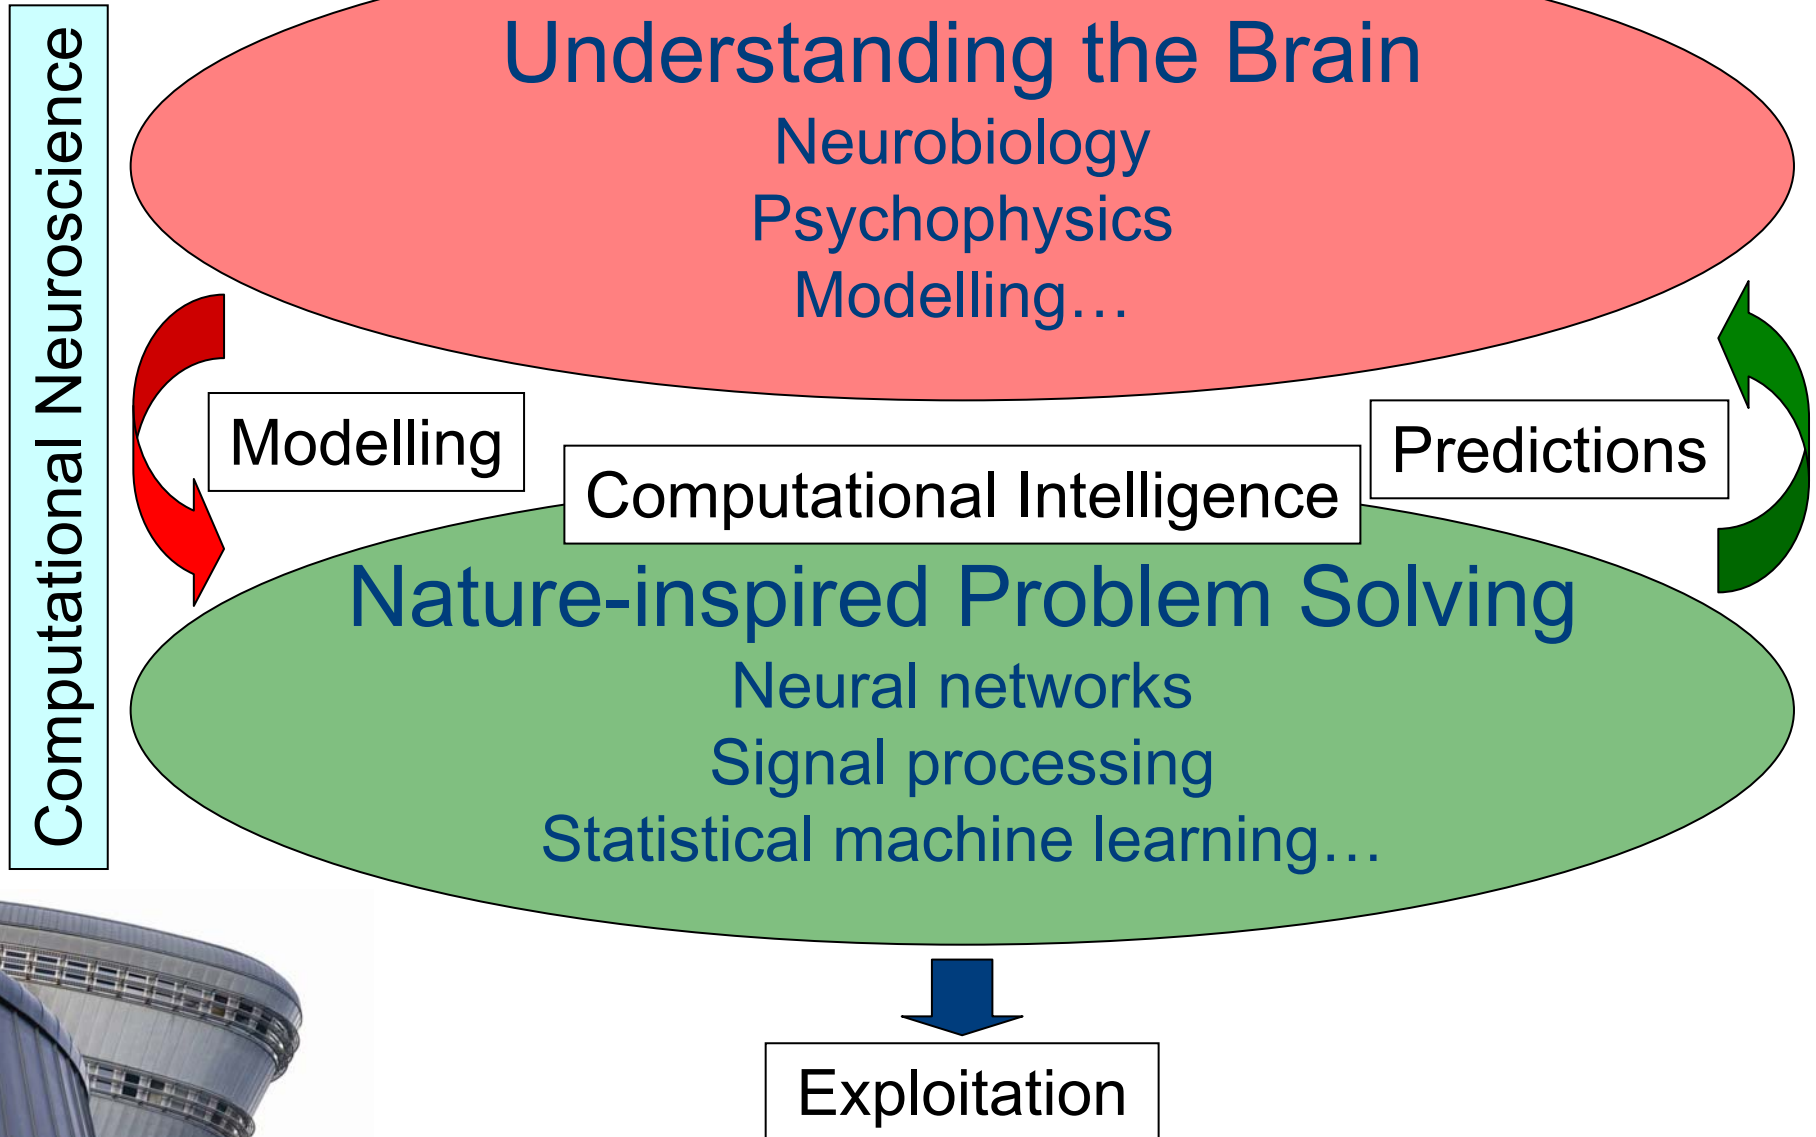 Computational Neuroscience
Understanding the Brain
Neurobiology
Psychophysics
Modelling…
Modelling
Predictions
Computational Intelligence
Nature-inspired Problem Solving
Neural networks
Signal processing
Statistical machine learning…
Exploitation